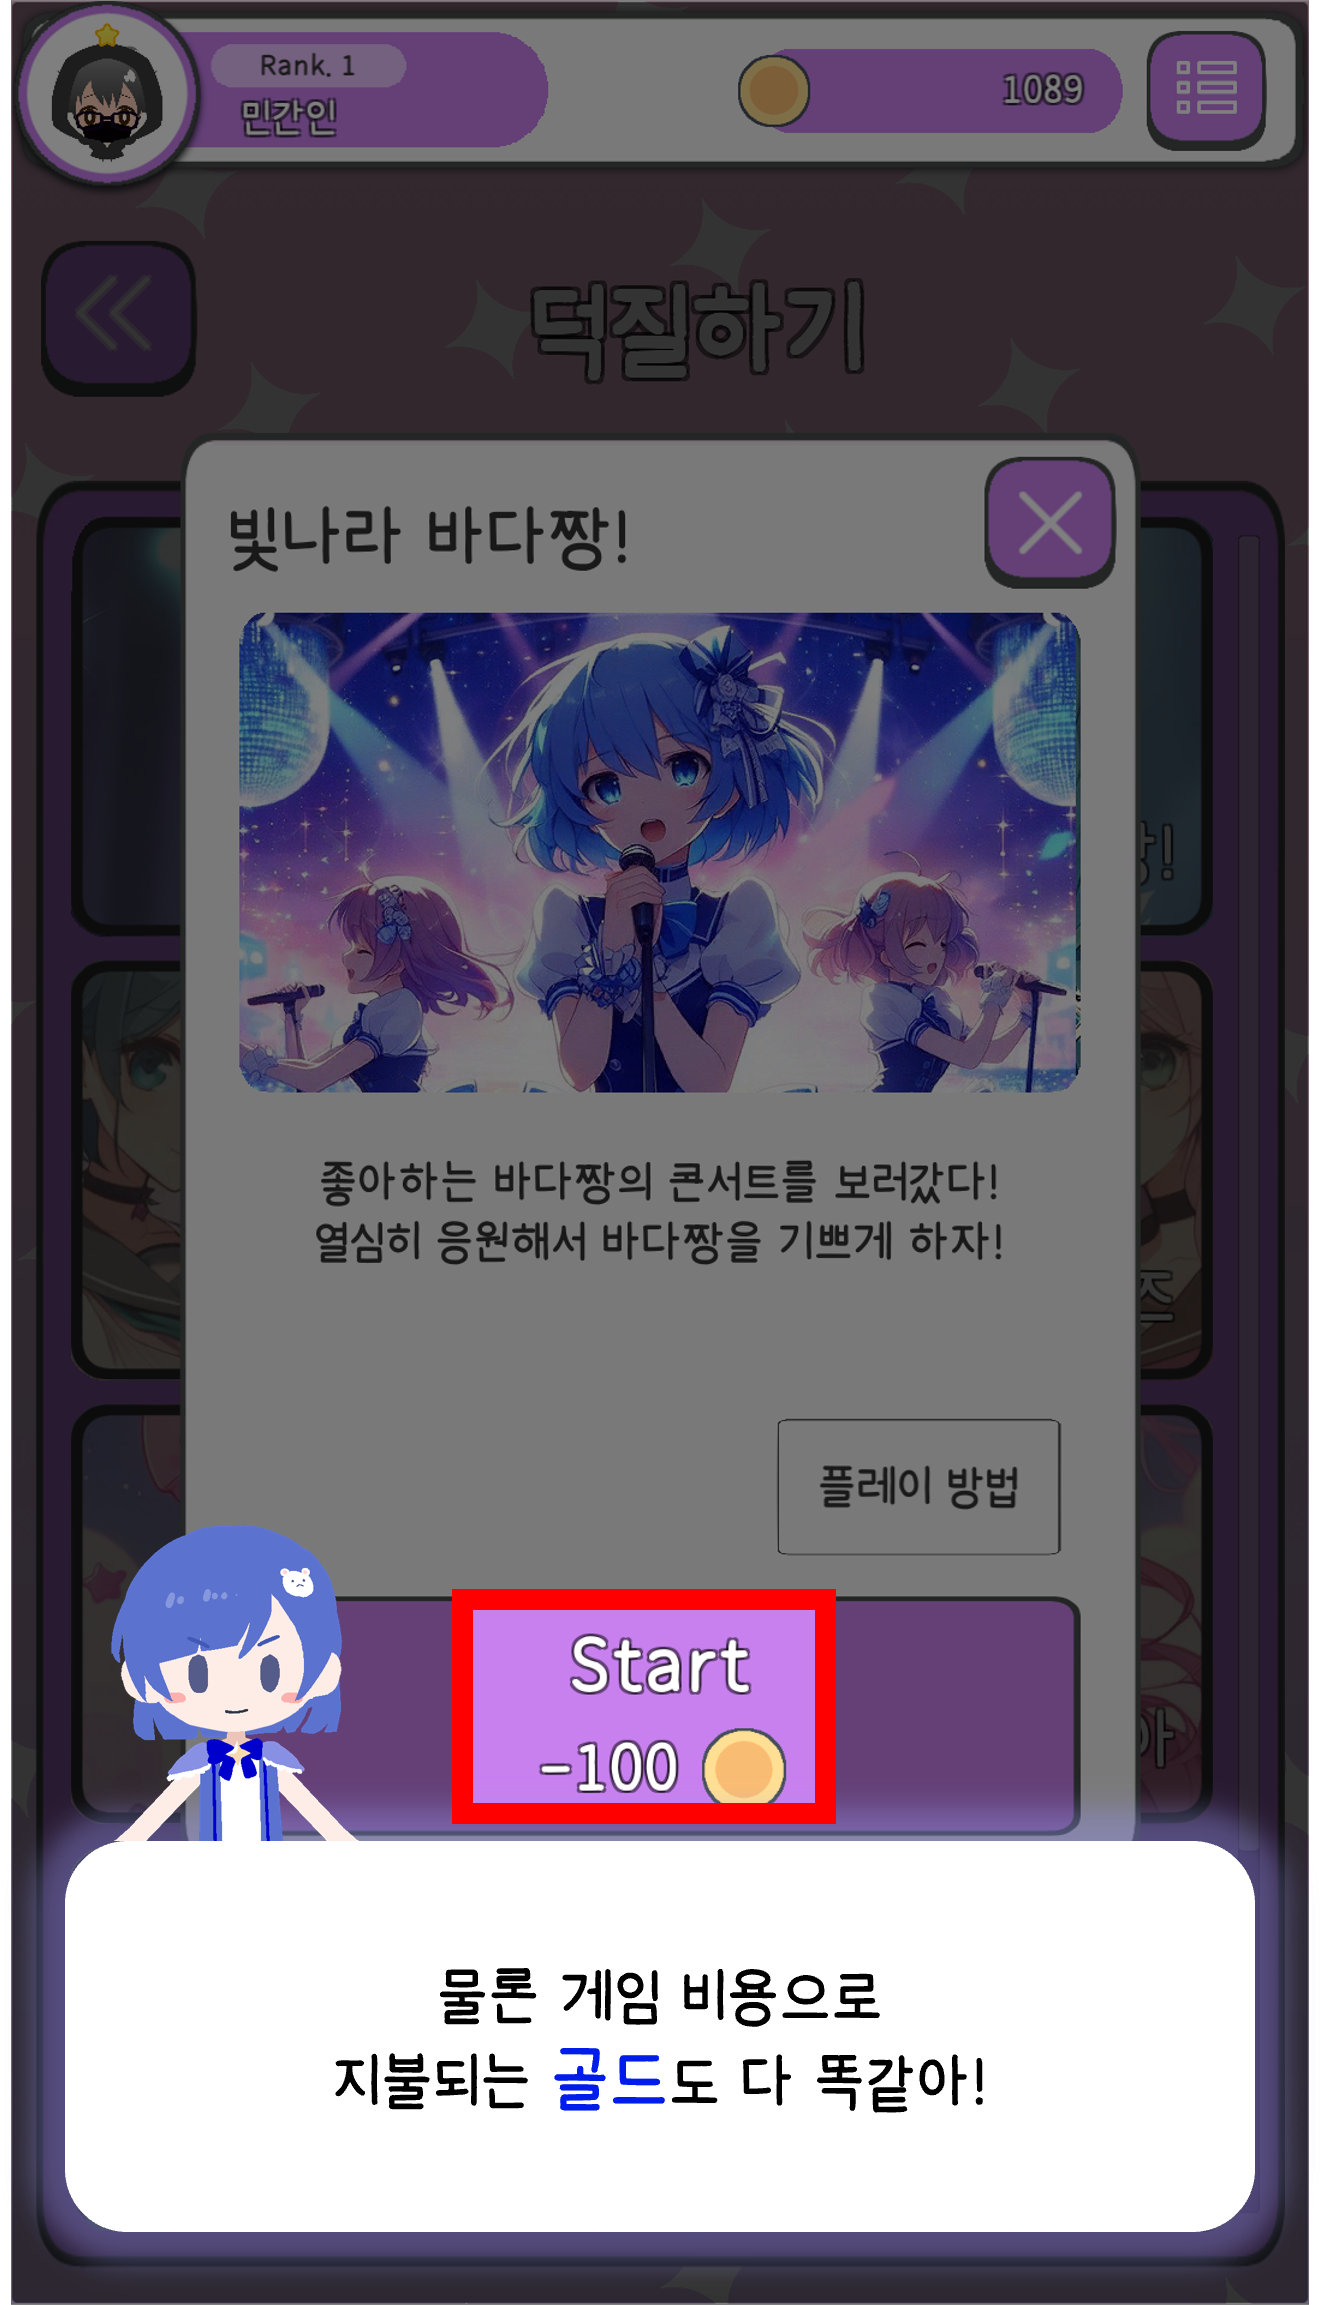 Rank. 1
민간인
1089
덕질하기
빛나라 바다짱!
좋아하는 바다짱의 콘서트를 보러갔다!
열심히 응원해서 바다짱을 기쁘게 하자!
플레이 방법
Start
-100
물론 게임 비용으로
지불되는 골드도 다 똑같아!